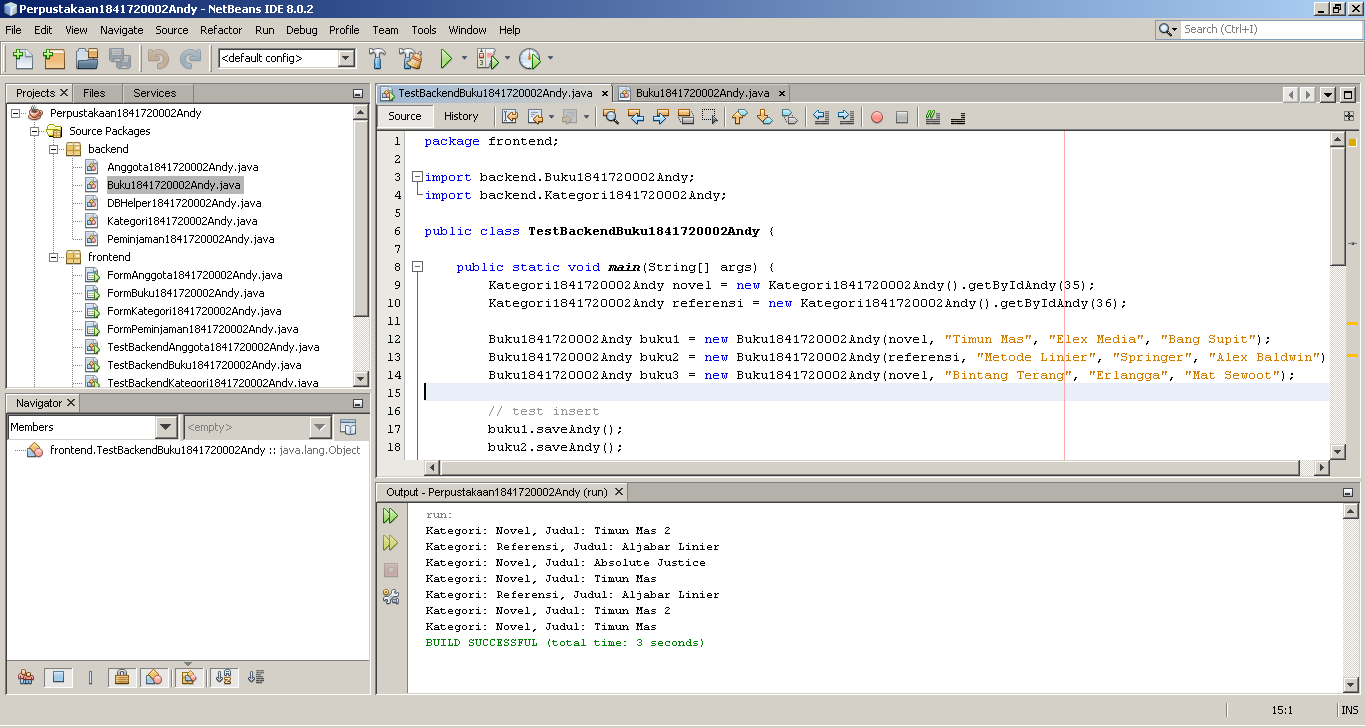 Perpustakaan1841720002Andy - NetBeans IDE 8.0.2
File Edit View Navigate Source Refactor Run Debug Profile Team Tools Window Help
Search (Ctrl+I)
<default config>
Projects Files Services
Perpustakaan1841720002Andy
Source Packages
backend
Anggota1841720002Andy.java
Buku1841720002Andy.java
DBHelper1841720002Andy.java
Kategori1841720002Andy.java
Peminjaman1841720002Andy.java
frontend
FormAnggota1841720002Andy.java
FormBuku1841720002Andy.java
FormKategori1841720002Andy.java
FormPeminjaman1841720002Andy.java
TestBackendAnggota1841720002Andy.java
TestBackendBuku1841720002Andy.java
TestBackendKategori1841720002Andy.java
Navigator
Members <empty>
frontend.TestBackendBuku1841720002Andy :: java.lang.Object
TestBackendBuku1841720002Andy.java Buku1841720002Andy.java
Source History
1 package frontend;
2
3 import backend.Buku1841720002Andy;
4 import backend.Kategori1841720002Andy;
5
6 public class TestBackendBuku1841720002Andy {
7
8 public static void main(String[] args) {
9 Kategori1841720002Andy novel = new Kategori1841720002Andy().getByIdAndy(35);
10 Kategori1841720002Andy referensi = new Kategori1841720002Andy().getByIdAndy(36);
11
12 Buku1841720002Andy buku1 = new Buku1841720002Andy(novel, "Timun Mas", "Elex Media", "Bang Supit");
13 Buku1841720002Andy buku2 = new Buku1841720002Andy(referensi, "Metode Linier", "Springer", "Alex Baldwin")
14 Buku1841720002Andy buku3 = new Buku1841720002Andy(novel, "Bintang Terang", "Erlangga", "Mat Sewoot");
15
16 // test insert
17 buku1.saveAndy();
18 buku2.saveAndy();
Output - Perpustakaan1841720002Andy (run)
run:
Kategori: Novel, Judul: Timun Mas 2
Kategori: Referensi, Judul: Aljabar Linier
Kategori: Novel, Judul: Absolute Justice
Kategori: Novel, Judul: Timun Mas
Kategori: Referensi, Judul: Aljabar Linier
Kategori: Novel, Judul: Timun Mas 2
Kategori: Novel, Judul: Timun Mas
BUILD SUCCESSFUL (total time: 3 seconds)
15:1 INS